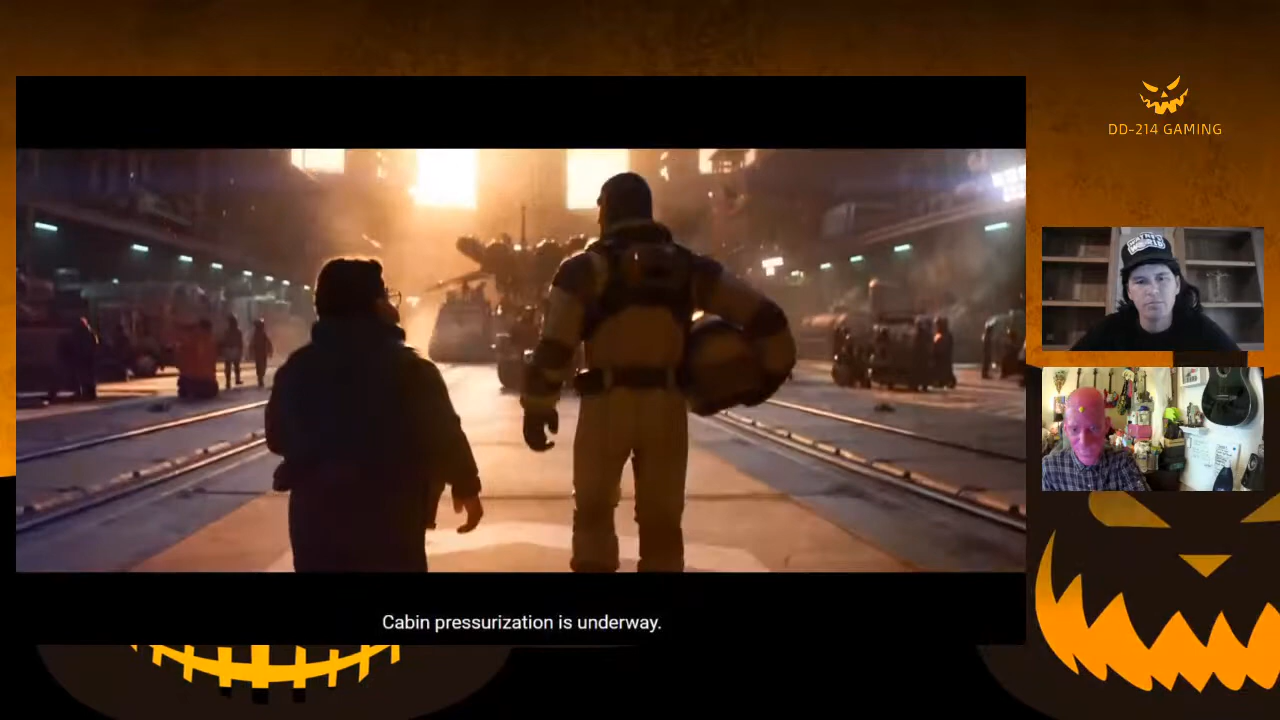 DD-214 GAMING
Cabin pressurization is underway.